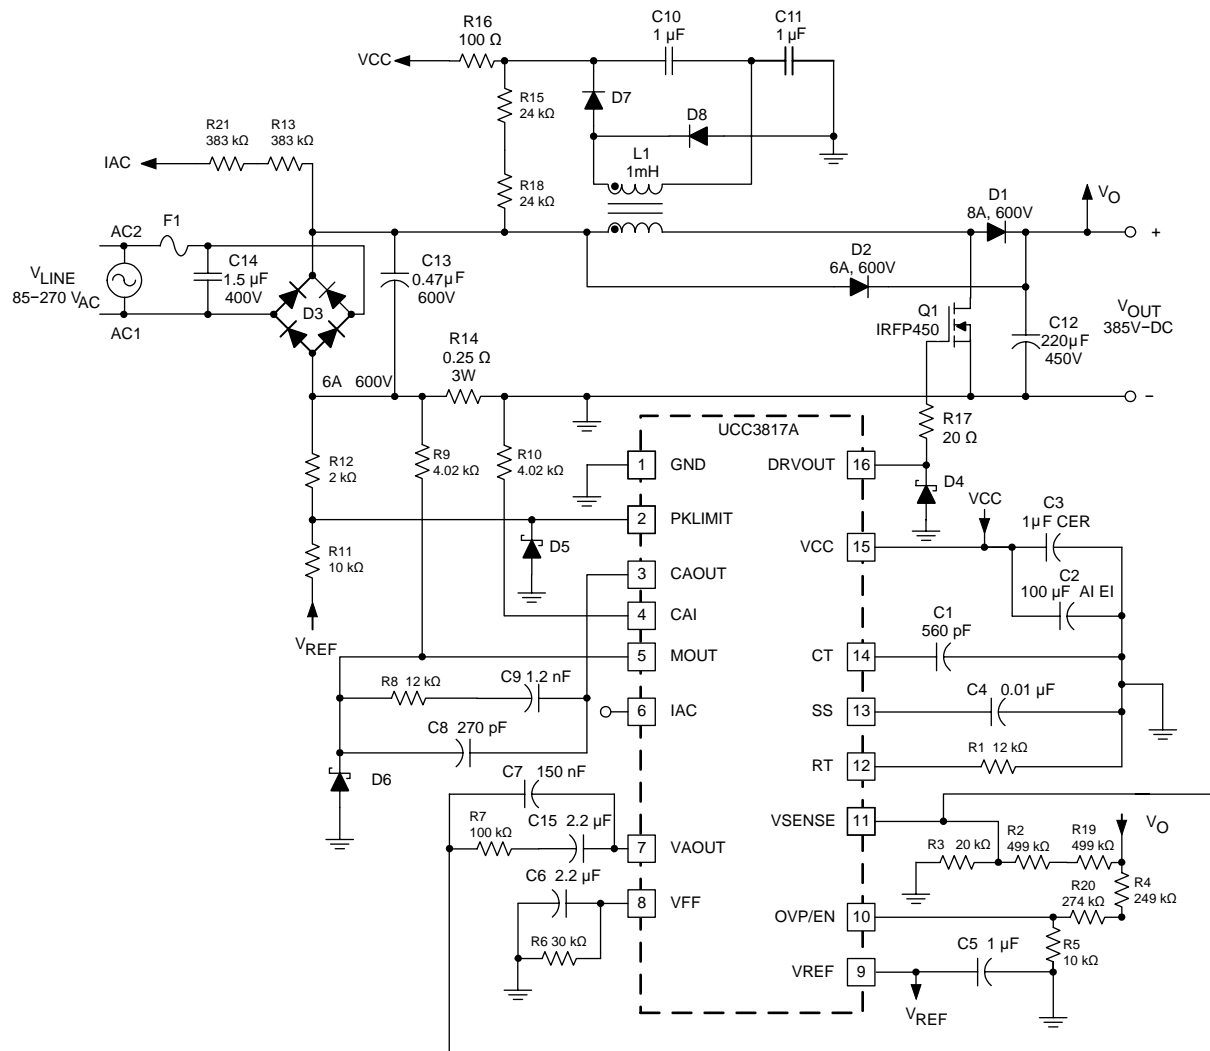 C10
1 µF
C11
1 µF
R16
100 Ω
VCC
D7
R15
24 kΩ
D8
R21
383 kΩ
R13
383 kΩ
L1
1mH
IAC
R18
24 kΩ
D1
8A, 600V
VO
F1
AC2
+
C14
1.5 µF
400V
C13
0.47µF
600V
D2
6A, 600V
VLINE
85−270 VAC
D3
Q1
IRFP450
VOUT
385V−DC
AC1
C12
220µF
450V
R14
0.25 Ω
3W
6A 600V
−
R17
20 Ω
UCC3817A
R12
2 kΩ
R9
4.02 kΩ
R10
4.02 kΩ
1
GND
DRVOUT
16
D4
VCC
C3
1µF CER
2
PKLIMIT
D5
VCC
15
R11
10 kΩ
3
CAOUT
C2
100 µF AI EI
4
CAI
C1
560 pF
VREF
5
MOUT
CT
14
R8 12 kΩ
C9 1.2 nF
C4 0.01 µF
6
IAC
SS
13
C8 270 pF
R1 12 kΩ
D6
RT
12
C7 150 nF
VSENSE
11
R7
100 kΩ
C15 2.2 µF
R3 20 kΩ
R2
499 kΩ
R19
499 kΩ
VO
7
VAOUT
C6 2.2 µF
R20
274 kΩ
R4
249 kΩ
8
VFF
OVP/EN
10
R6 30 kΩ
C5 1 µF
R5
10 kΩ
VREF
9
VREF